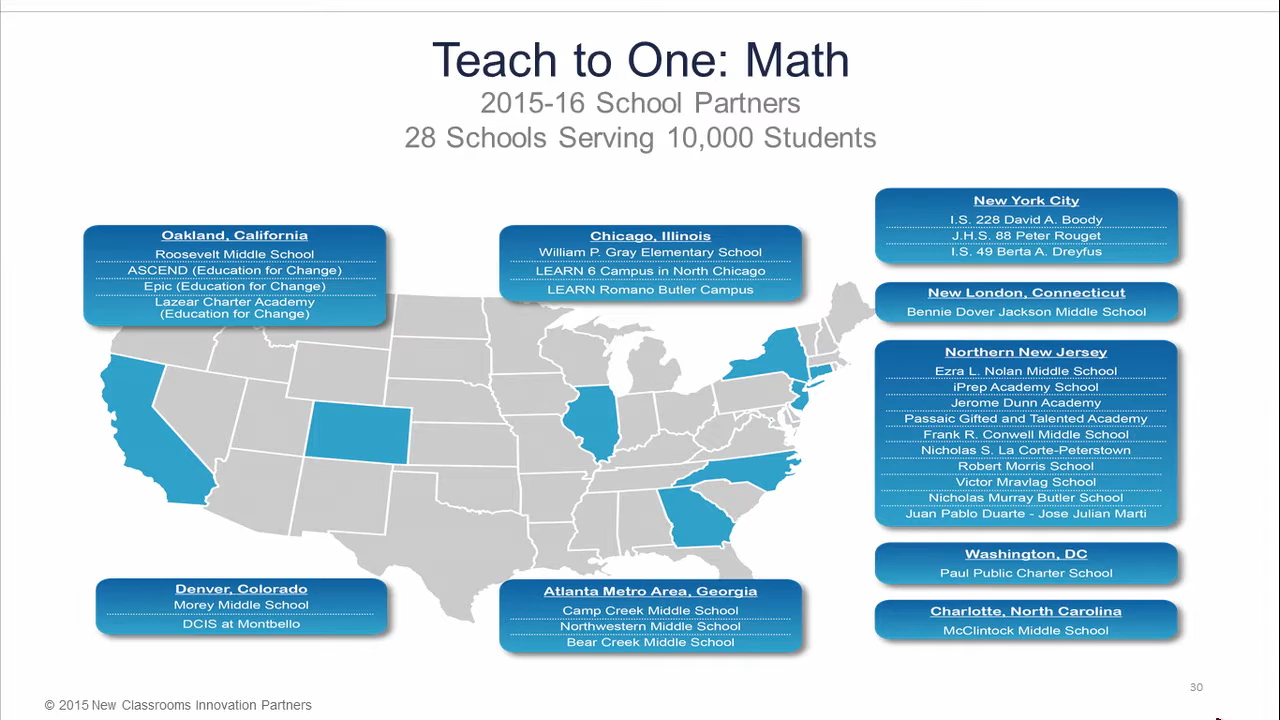 Teach to One: Math
2015-16 School Partners
28 Schools Serving 10,000 Students
Oakland, California
Roosevelt Middle School
ASCEND (Education for Change)
Epic (Education for Change)
Lazear Charter Academy
(Education for Change)
Chicago, Illinois
William P. Gray Elementary School
LEARN 6 Campus in North Chicago
LEARN Romano Butler Campus
New York City
I.S. 228 David A. Boody
J.H.S. 88 Peter Rouget
I.S. 49 Berta A. Dreyfus
New London, Connecticut
Bennie Dover Jackson Middle School
Northern New Jersey
Ezra L. Nolan Middle School
iPrep Academy School
Jerome Dunn Academy
Passaic Gifted and Talented Academy
Frank R. Conwell Middle School
Nicholas S. La Corte-Peterstown
Robert Morris School
Victor Mravlag School
Nicholas Murray Butler School
Juan Pablo Duarte - Jose Julian Marti
Washington, DC
Paul Public Charter School
Charlotte, North Carolina
McClintock Middle School
Denver, Colorado
Morey Middle School
DCIS at Montbello
Atlanta Metro Area, Georgia
Camp Creek Middle School
Northwestern Middle School
Bear Creek Middle School
30
© 2015 New Classrooms Innovation Partners